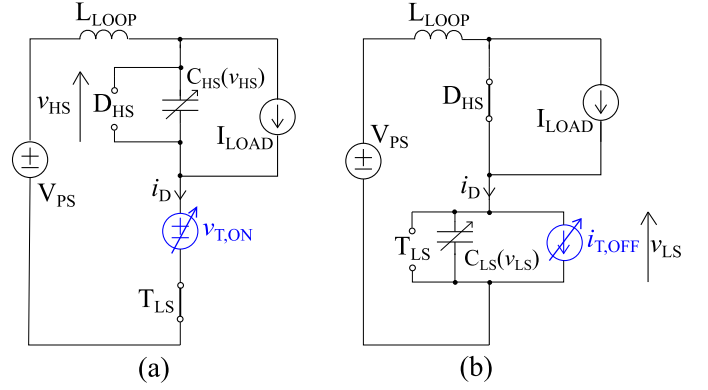 L_LOOP
C_HS(v_HS)
v_HS
D_HS
I_LOAD
±
V_PS
i_D
±
v_T,ON
T_LS
(a)
L_LOOP
D_HS
I_LOAD
V_PS
±
i_D
T_LS
C_LS(v_LS)
i_T,OFF
v_LS
(b)